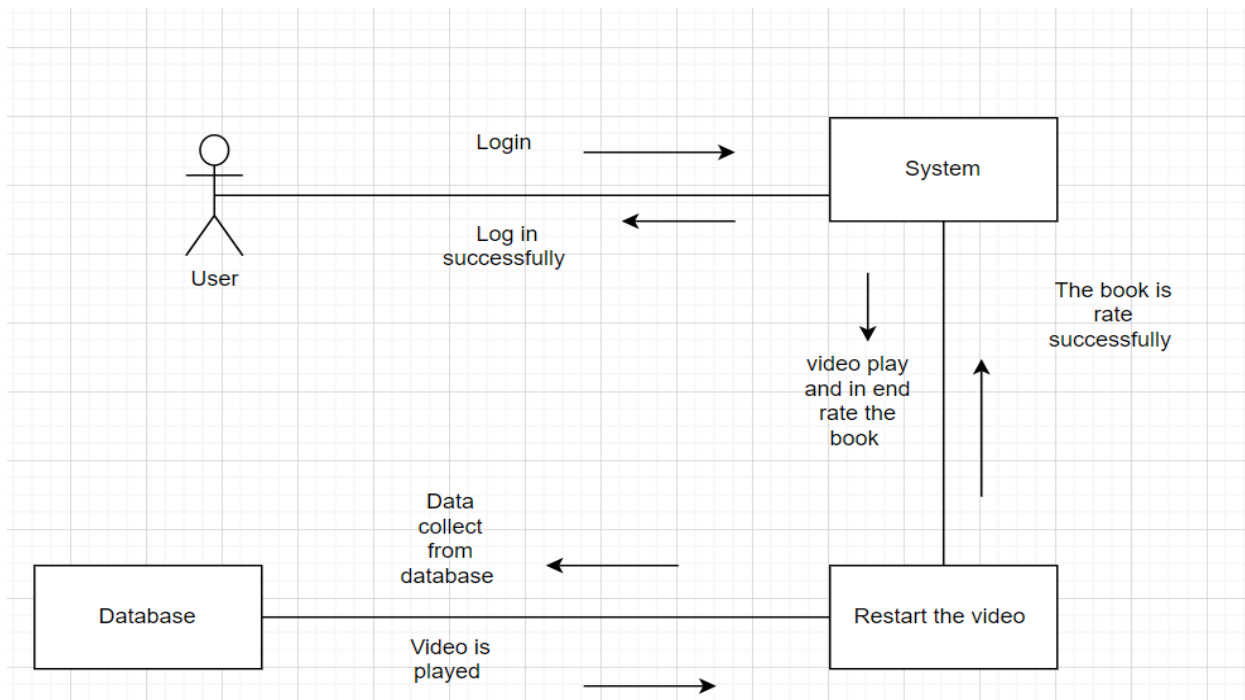 Login
System
Log in
successfully
User
The book is
rate
successfully
video play
and in end
rate the
book
Data
collect
from
database
Database
Restart the video
Video is
played